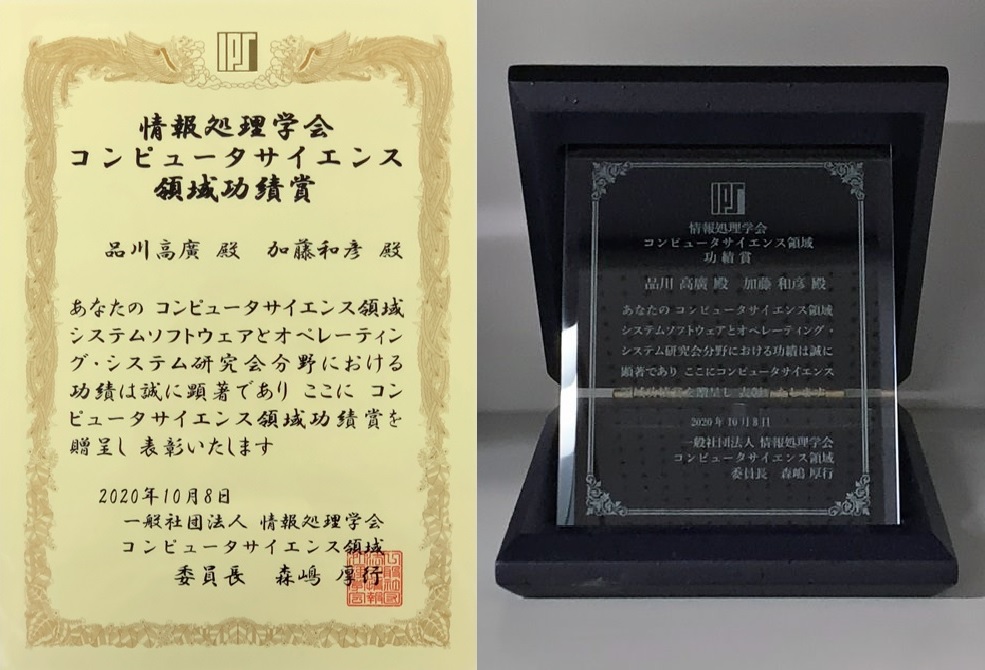 IPSJ
情報処理学会
コンピュータサイエンス
領域功績賞
品川高廣 殿　加藤和彦 殿
あなたの コンピュータサイエンス領域
システムソフトウェアとオペレーティン
グ・システム研究会分野における
功績は誠に顕著であり ここに コン
ピュータサイエンス領域功績賞を
贈呈し 表彰いたします
2020年10月8日
一般社団法人 情報処理学会
コンピュータサイエンス領域
委員長　森嶋 厚行
IPSJ
情報処理学会
コンピュータサイエンス領域
功績賞
品川 高廣 殿　加藤 和彦 殿
あなたの コンピュータサイエンス領域
システムソフトウェアとオペレーティング・
システム研究会分野における功績は誠に
顕著であり ここにコンピュータサイエンス
領域功績賞を贈呈し 表彰いたします
2020年10月8日
一般社団法人 情報処理学会
コンピュータサイエンス領域
委員長　森嶋 厚行